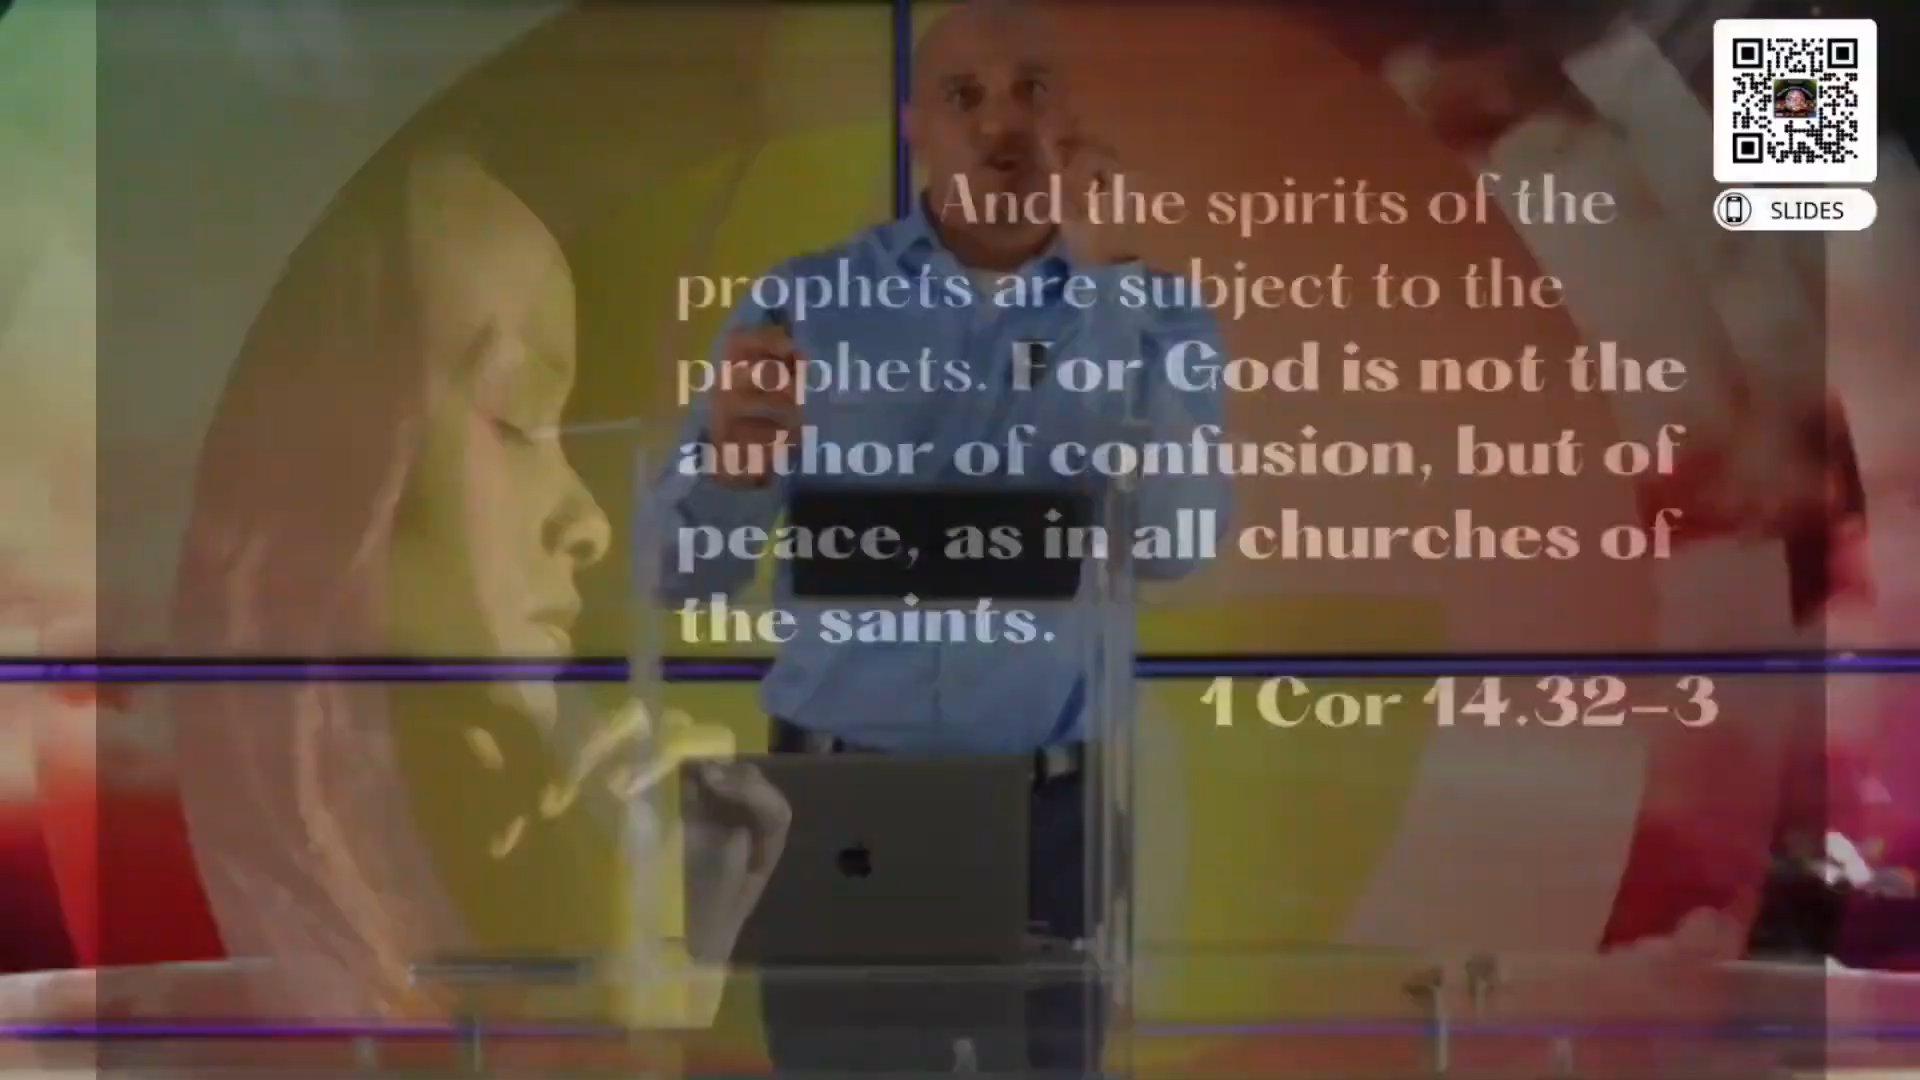 SLIDES
And the spirits of the
prophets are subject to the
prophets. For God is not the
author of confusion, but of
peace, as in all churches of
the saints.
1 Cor 14.32-3